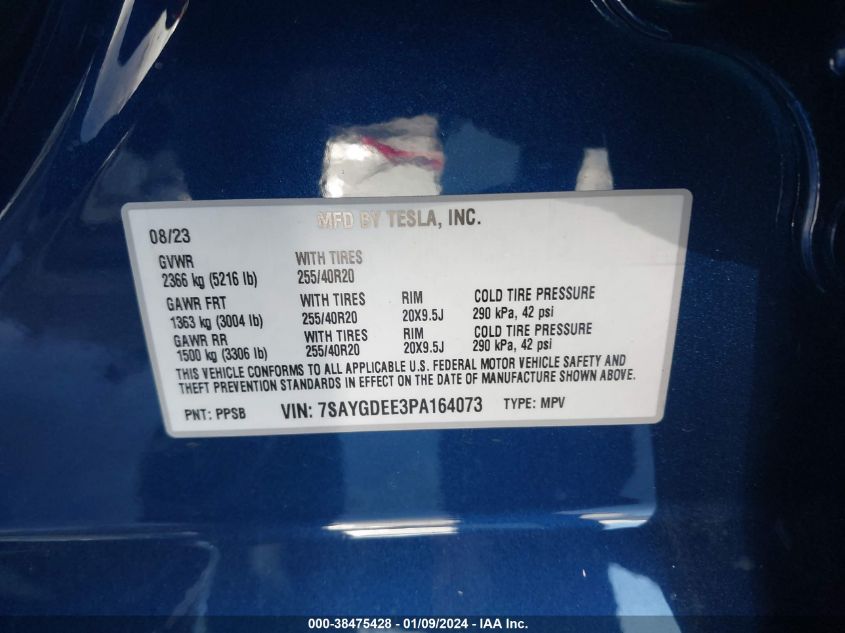 MFD BY TESLA, INC.
08/23
GVWR WITH TIRES
2366 kg (5216 lb) 255/40R20
GAWR FRT WITH TIRES RIM COLD TIRE PRESSURE
1363 kg (3004 lb) 255/40R20 20X9.5J 290 kPa, 42 psi
GAWR RR WITH TIRES RIM COLD TIRE PRESSURE
1500 kg (3306 lb) 255/40R20 20X9.5J 290 kPa, 42 psi
THIS VEHICLE CONFORMS TO ALL APPLICABLE U.S. FEDERAL MOTOR VEHICLE SAFETY AND
THEFT PREVENTION STANDARDS IN EFFECT ON THE DATE OF MANUFACTURE SHOWN ABOVE.
PNT: PPSB VIN: 7SAYGDEE3PA164073 TYPE: MPV
000-38475428 - 01/09/2024 - IAA Inc.